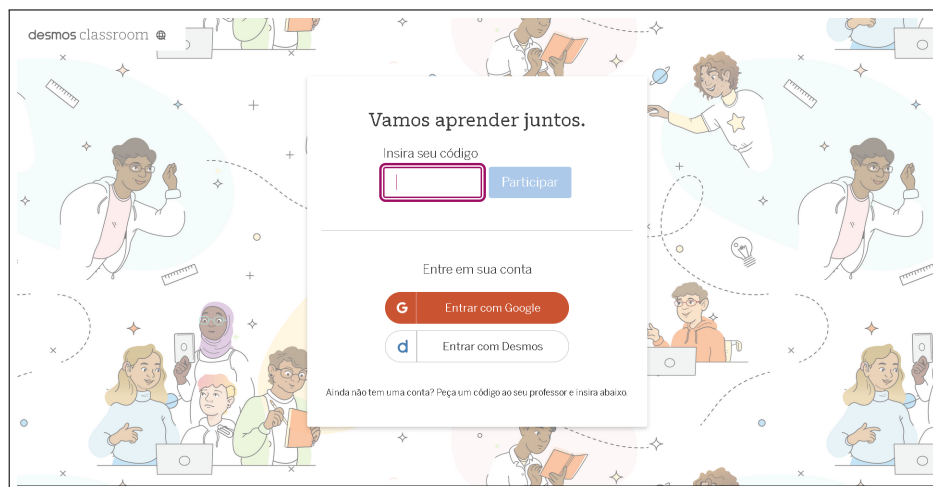 desmos classroom
Vamos aprender juntos.
Insira seu código
Participar
Entre em sua conta
G Entrar com Google
d Entrar com Desmos
Ainda não tem uma conta? Peça um código ao seu professor e insira abaixo.